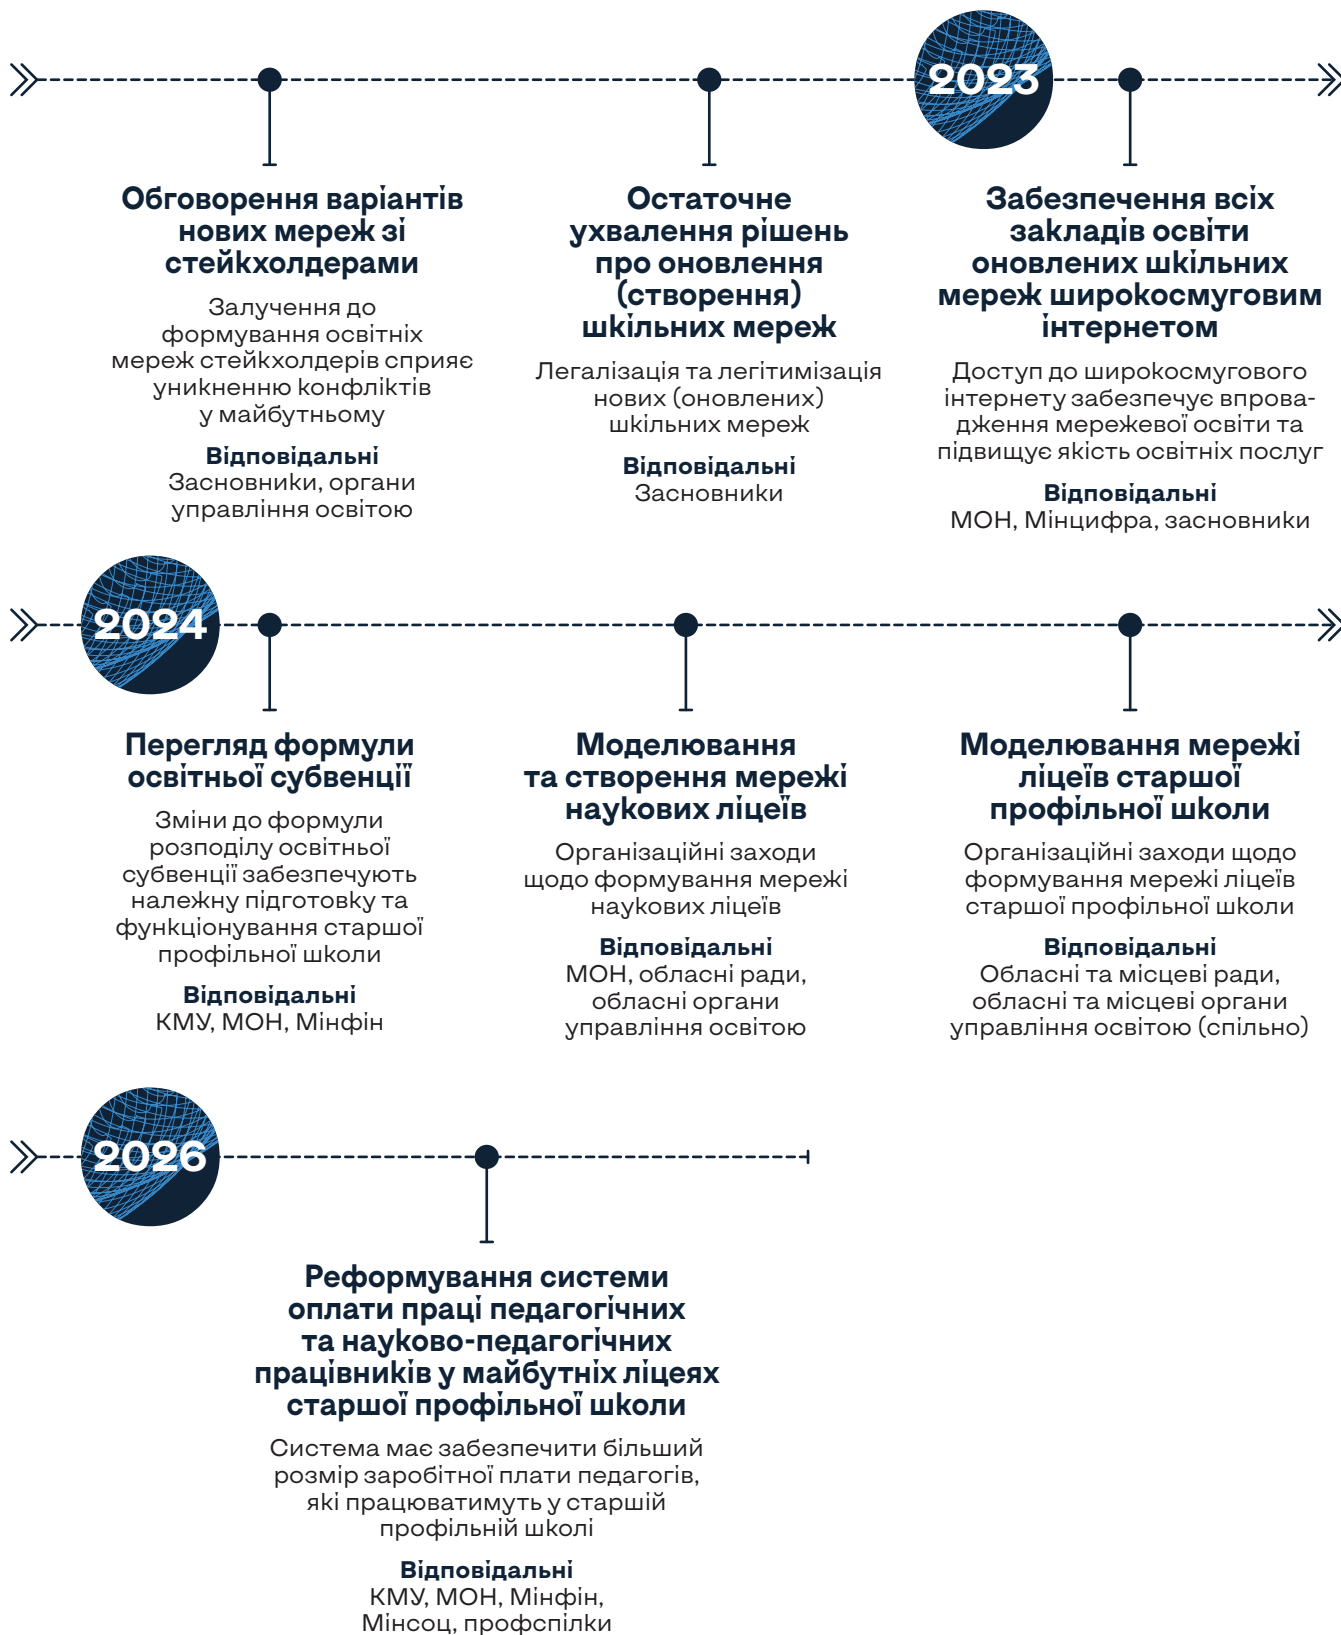 2023
Обговорення варіантів
нових мереж зі
стейкхолдерами
Залучення до
формування освітніх
мереж стейкхолдерів сприяє
уникненню конфліктів
у майбутньому
Відповідальні
Засновники, органи
управління освітою
Остаточне
ухвалення рішень
про оновлення
(створення)
шкільних мереж
Легалізація та легітимізація
нових (оновлених)
шкільних мереж
Відповідальні
Засновники
Забезпечення всіх
закладів освіти
оновлених шкільних
мереж широкосмуговим
інтернетом
Доступ до широкосмугового
інтернету забезпечує впрова-
дження мережевої освіти та
підвищує якість освітніх послуг
Відповідальні
МОН, Мінцифра, засновники
2024
Перегляд формули
освітньої субвенції
Зміни до формули
розподілу освітньої
субвенції забезпечують
належну підготовку та
функціонування старшої
профільної школи
Відповідальні
КМУ, МОН, Мінфін
Моделювання
та створення мережі
наукових ліцеїв
Організаційні заходи
щодо формування мережі
наукових ліцеїв
Відповідальні
МОН, обласні ради,
обласні органи
управління освітою
Моделювання мережі
ліцеїв старшої
профільної школи
Організаційні заходи щодо
формування мережі ліцеїв
старшої профільної школи
Відповідальні
Обласні та місцеві ради,
обласні та місцеві органи
управління освітою (спільно)
2026
Реформування системи
оплати праці педагогічних
та науково-педагогічних
працівників у майбутніх ліцеях
старшої профільної школи
Система має забезпечити більший
розмір заробітної плати педагогів,
які працюватимуть у старшій
профільній школі
Відповідальні
КМУ, МОН, Мінфін,
Мінсоц, профспілки